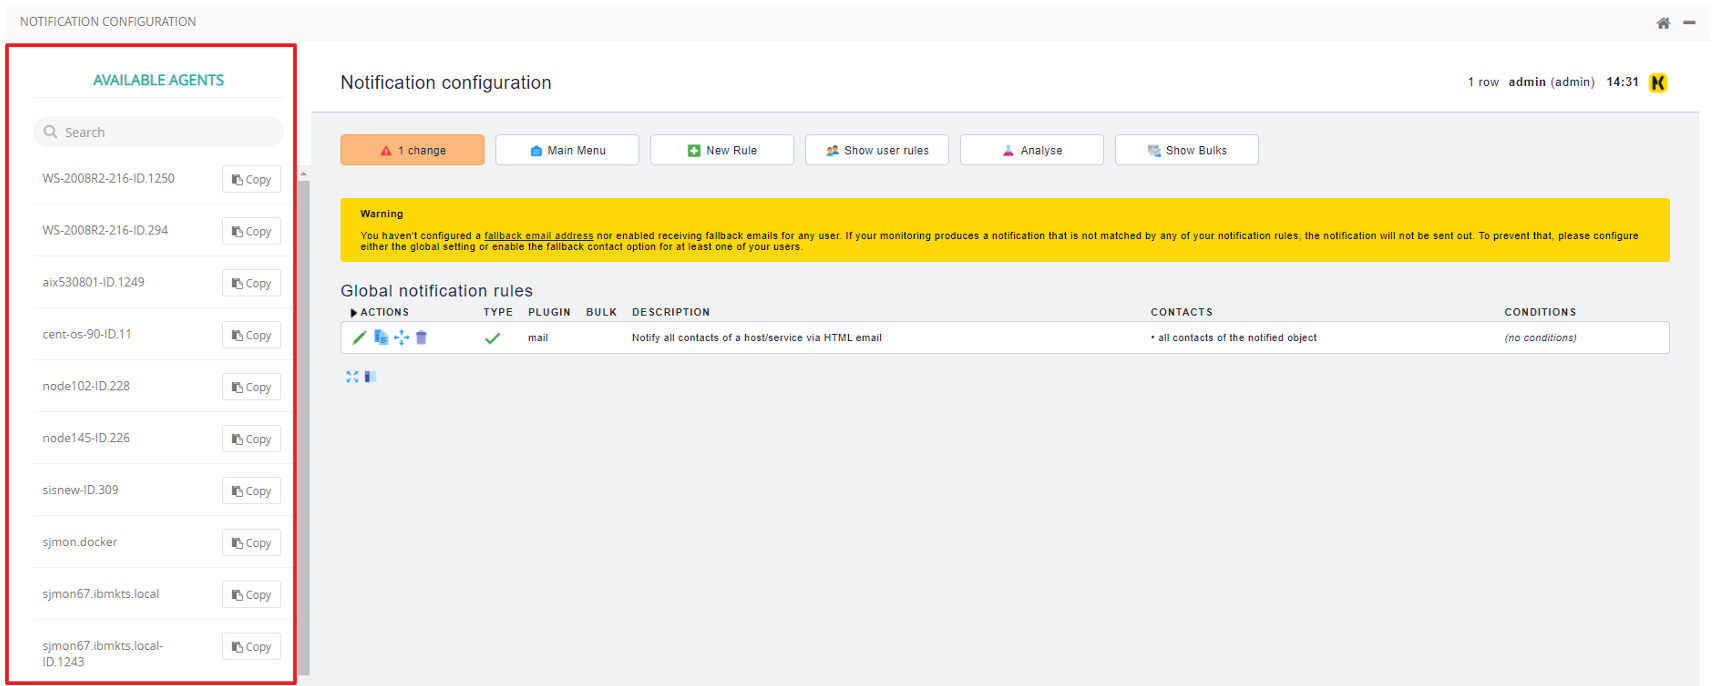 NOTIFICATION CONFIGURATION
AVAILABLE AGENTS
Search
WS-2008R2-216-ID.1250 Copy
WS-2008R2-216-ID.294 Copy
aix530801-ID.1249 Copy
cent-os-90-ID.11 Copy
node102-ID.228 Copy
node145-ID.226 Copy
sisnew-ID.309 Copy
sjmon.docker Copy
sjmon67.ibmkts.local Copy
sjmon67.ibmkts.local- Copy
ID.1243
Notification configuration
1 row admin (admin) 14:31
1 change Main Menu New Rule Show user rules Analyse Show Bulks
Warning
You haven't configured a fallback email address nor enabled receiving fallback emails for any user. If your monitoring produces a notification that is not matched by any of your notification rules, the notification will not be sent out. To prevent that, please configure
either the global setting or enable the fallback contact option for at least one of your users.
Global notification rules
ACTIONS TYPE PLUGIN BULK DESCRIPTION CONTACTS CONDITIONS
mail Notify all contacts of a host/service via HTML email • all contacts of the notified object (no conditions)